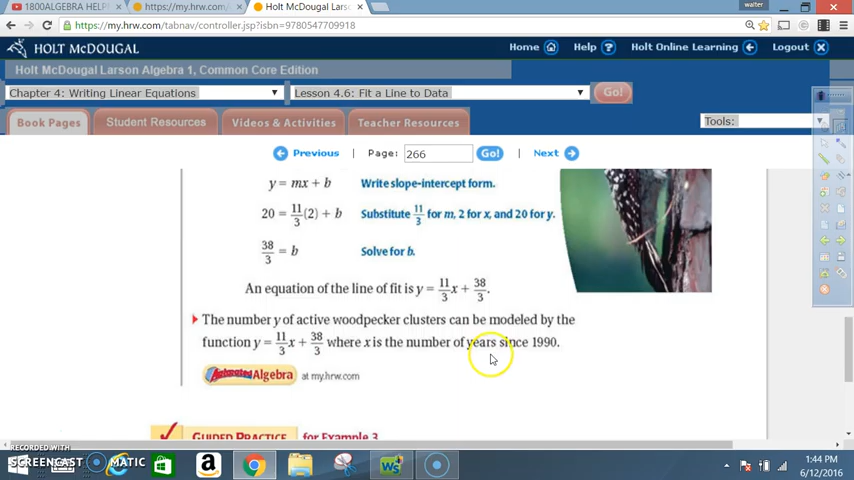 1800ALGEBRA HELPH
https://my.hrw.com/tabnav/
Holt McDougal Larson Alg
walter
https://my.hrw.com/tabnav/controller.jsp?isbn=9780547709918
HOLT MCDOUGAL
Home
Help
Holt Online Learning
Logout
Holt McDougal Larson Algebra 1, Common Core Edition
Chapter 4: Writing Linear Equations
Lesson 4.6: Fit a Line to Data
Go!
Book Pages
Student Resources
Videos & Activities
Teacher Resources
Tools:
Previous | Page: 266 Go! | Next
y = mx + b Write slope-intercept form.
20 = 11/3(2) + b Substitute 11/3 for m, 2 for x, and 20 for y.
38/3 = b Solve for b.
An equation of the line of fit is y = 11/3x + 38/3.
The number y of active woodpecker clusters can be modeled by the
function y = 11/3x + 38/3 where x is the number of years since 1990.
Animated Algebra at my.hrw.com
GUIDED PRACTICE for Example 3
RECORDED WITH
SCREENCAST MATIC
1:44 PM
6/12/2016